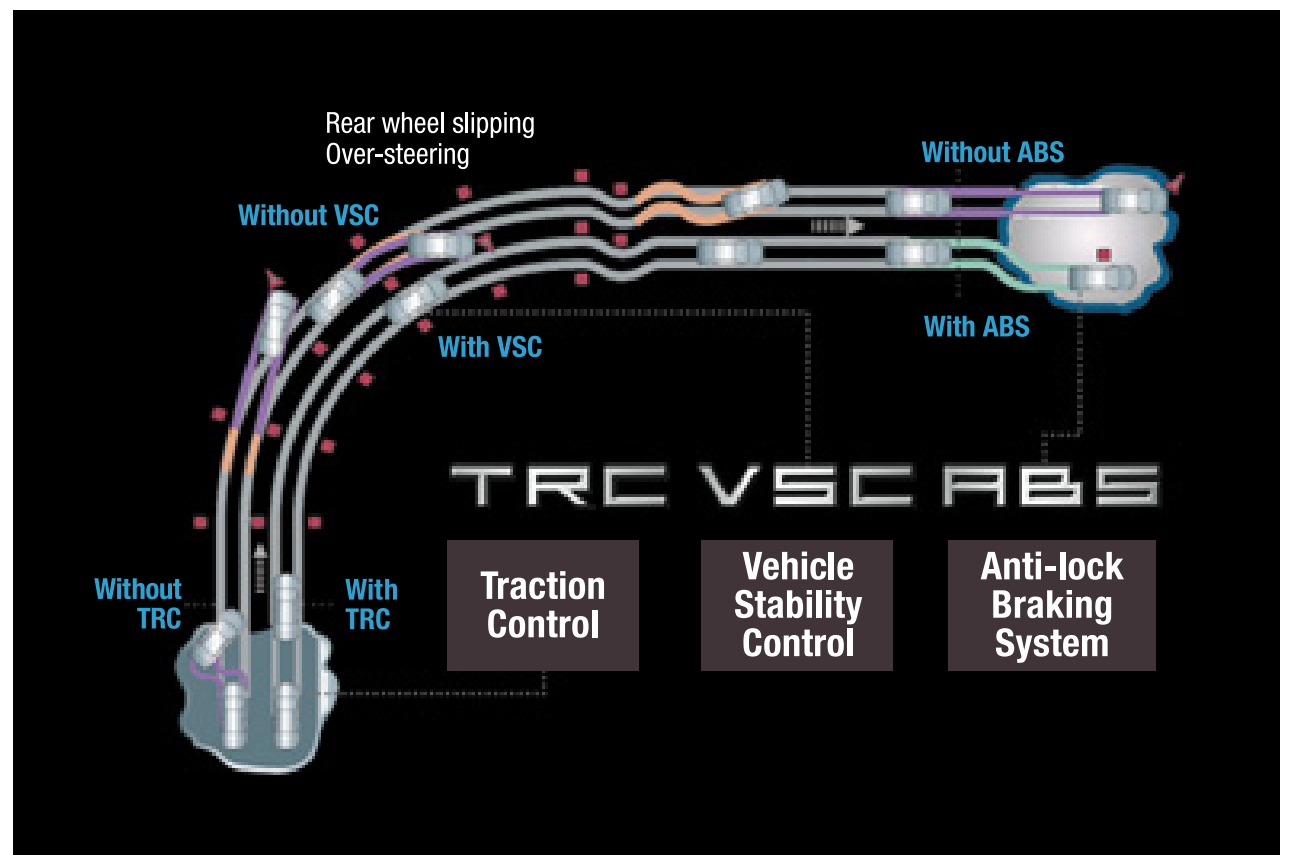 Rear wheel slipping
Over-steering
Without VSC
Without ABS
With VSC
With ABS
TRC VSC ABS
Without
TRC
With
TRC
Traction
Control
Vehicle
Stability
Control
Anti-lock
Braking
System